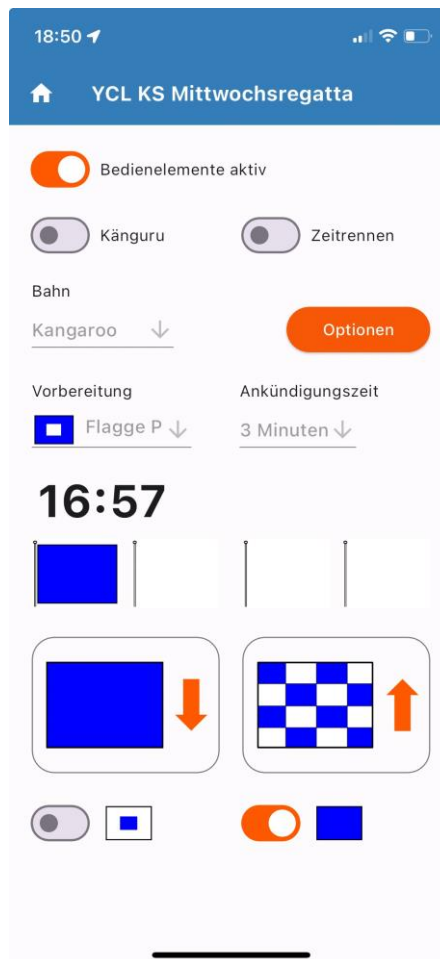 18:50
YCL KS Mittwochsregatta
Bedienelemente aktiv
Känguru Zeitrennen
Bahn
Kangaroo Optionen
Vorbereitung Ankündigungszeit
Flagge P 3 Minuten
16:57